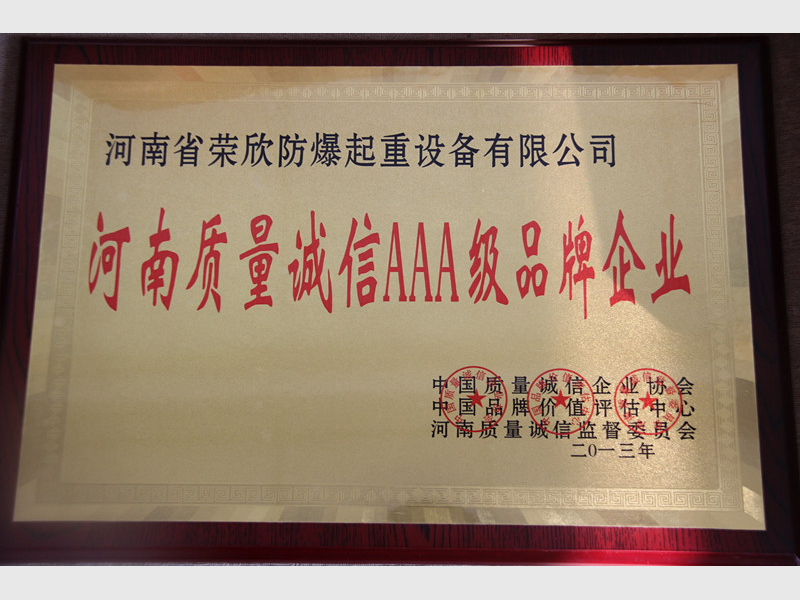 河南省荣欣防爆起重设备有限公司
河南质量诚信AAA级品牌企业
中国质量诚信企业协会
中国品牌价值评估中心
河南质量诚信监督委员会
二〇一三年